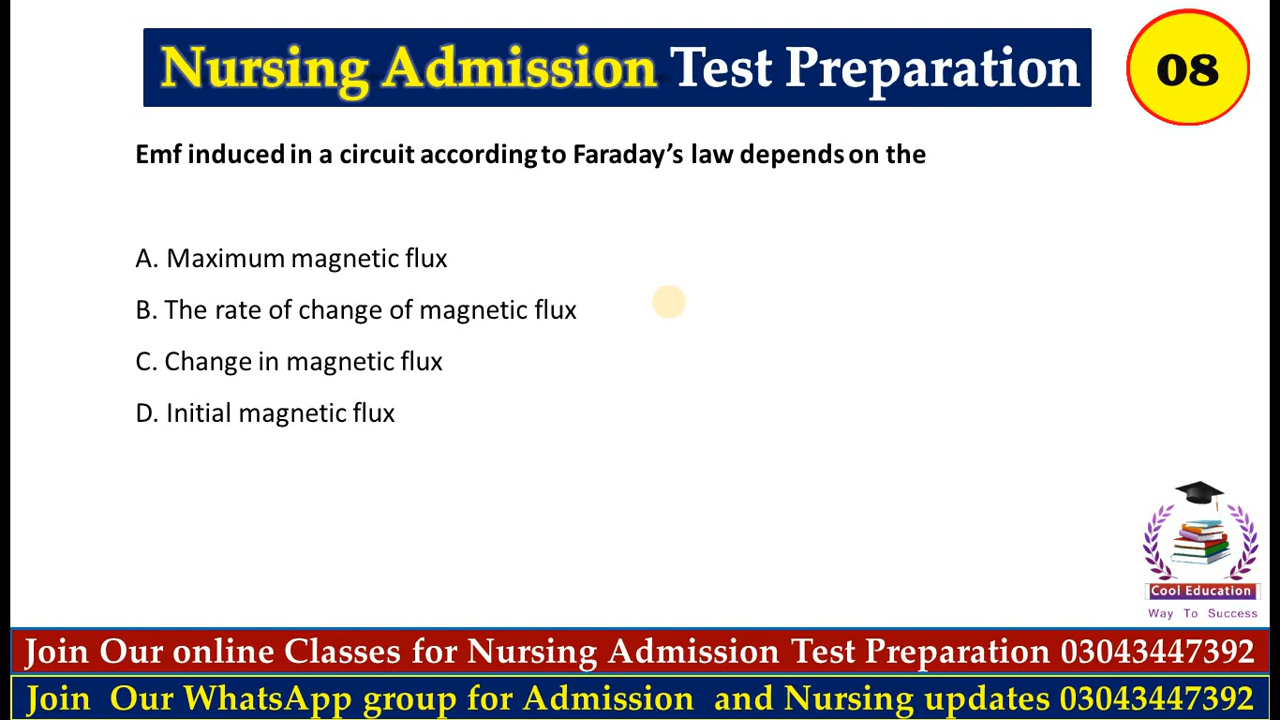 Nursing Admission Test Preparation
08
Emf induced in a circuit according to Faraday’s law depends on the
A. Maximum magnetic flux
B. The rate of change of magnetic flux
C. Change in magnetic flux
D. Initial magnetic flux
Cool Education
Way To Success
Join Our online Classes for Nursing Admission Test Preparation 03043447392
Join Our WhatsApp group for Admission and Nursing updates 03043447392